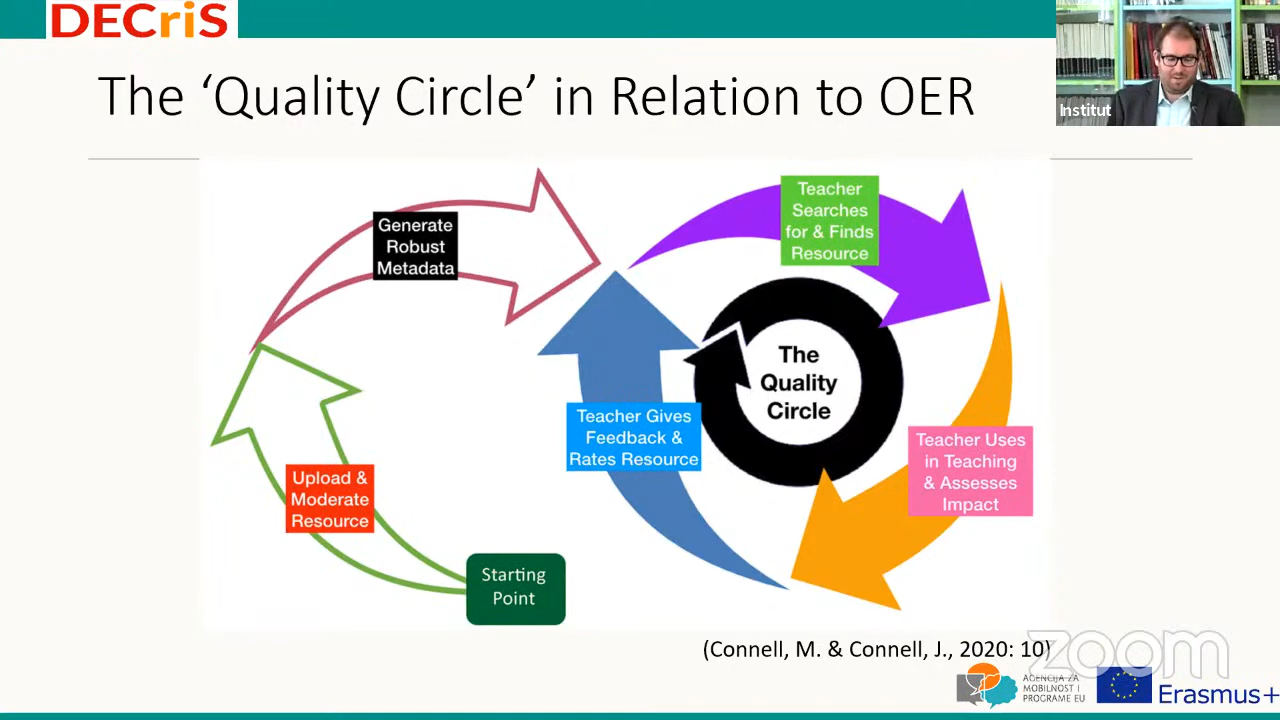 DECriS
The ‘Quality Circle’ in Relation to OER
Institut
Generate
Robust
Metadata
Teacher
Searches
for & Finds
Resource
The
Quality
Circle
Teacher Gives
Feedback &
Rates Resource
Teacher Uses
in Teaching
& Assesses
Impact
Upload &
Moderate
Resource
Starting
Point
(Connell, M. & Connell, J., 2020: 10)
zoom
AGENCIJA ZA
MOBILNOST I
PROGRAME EU
Erasmus+